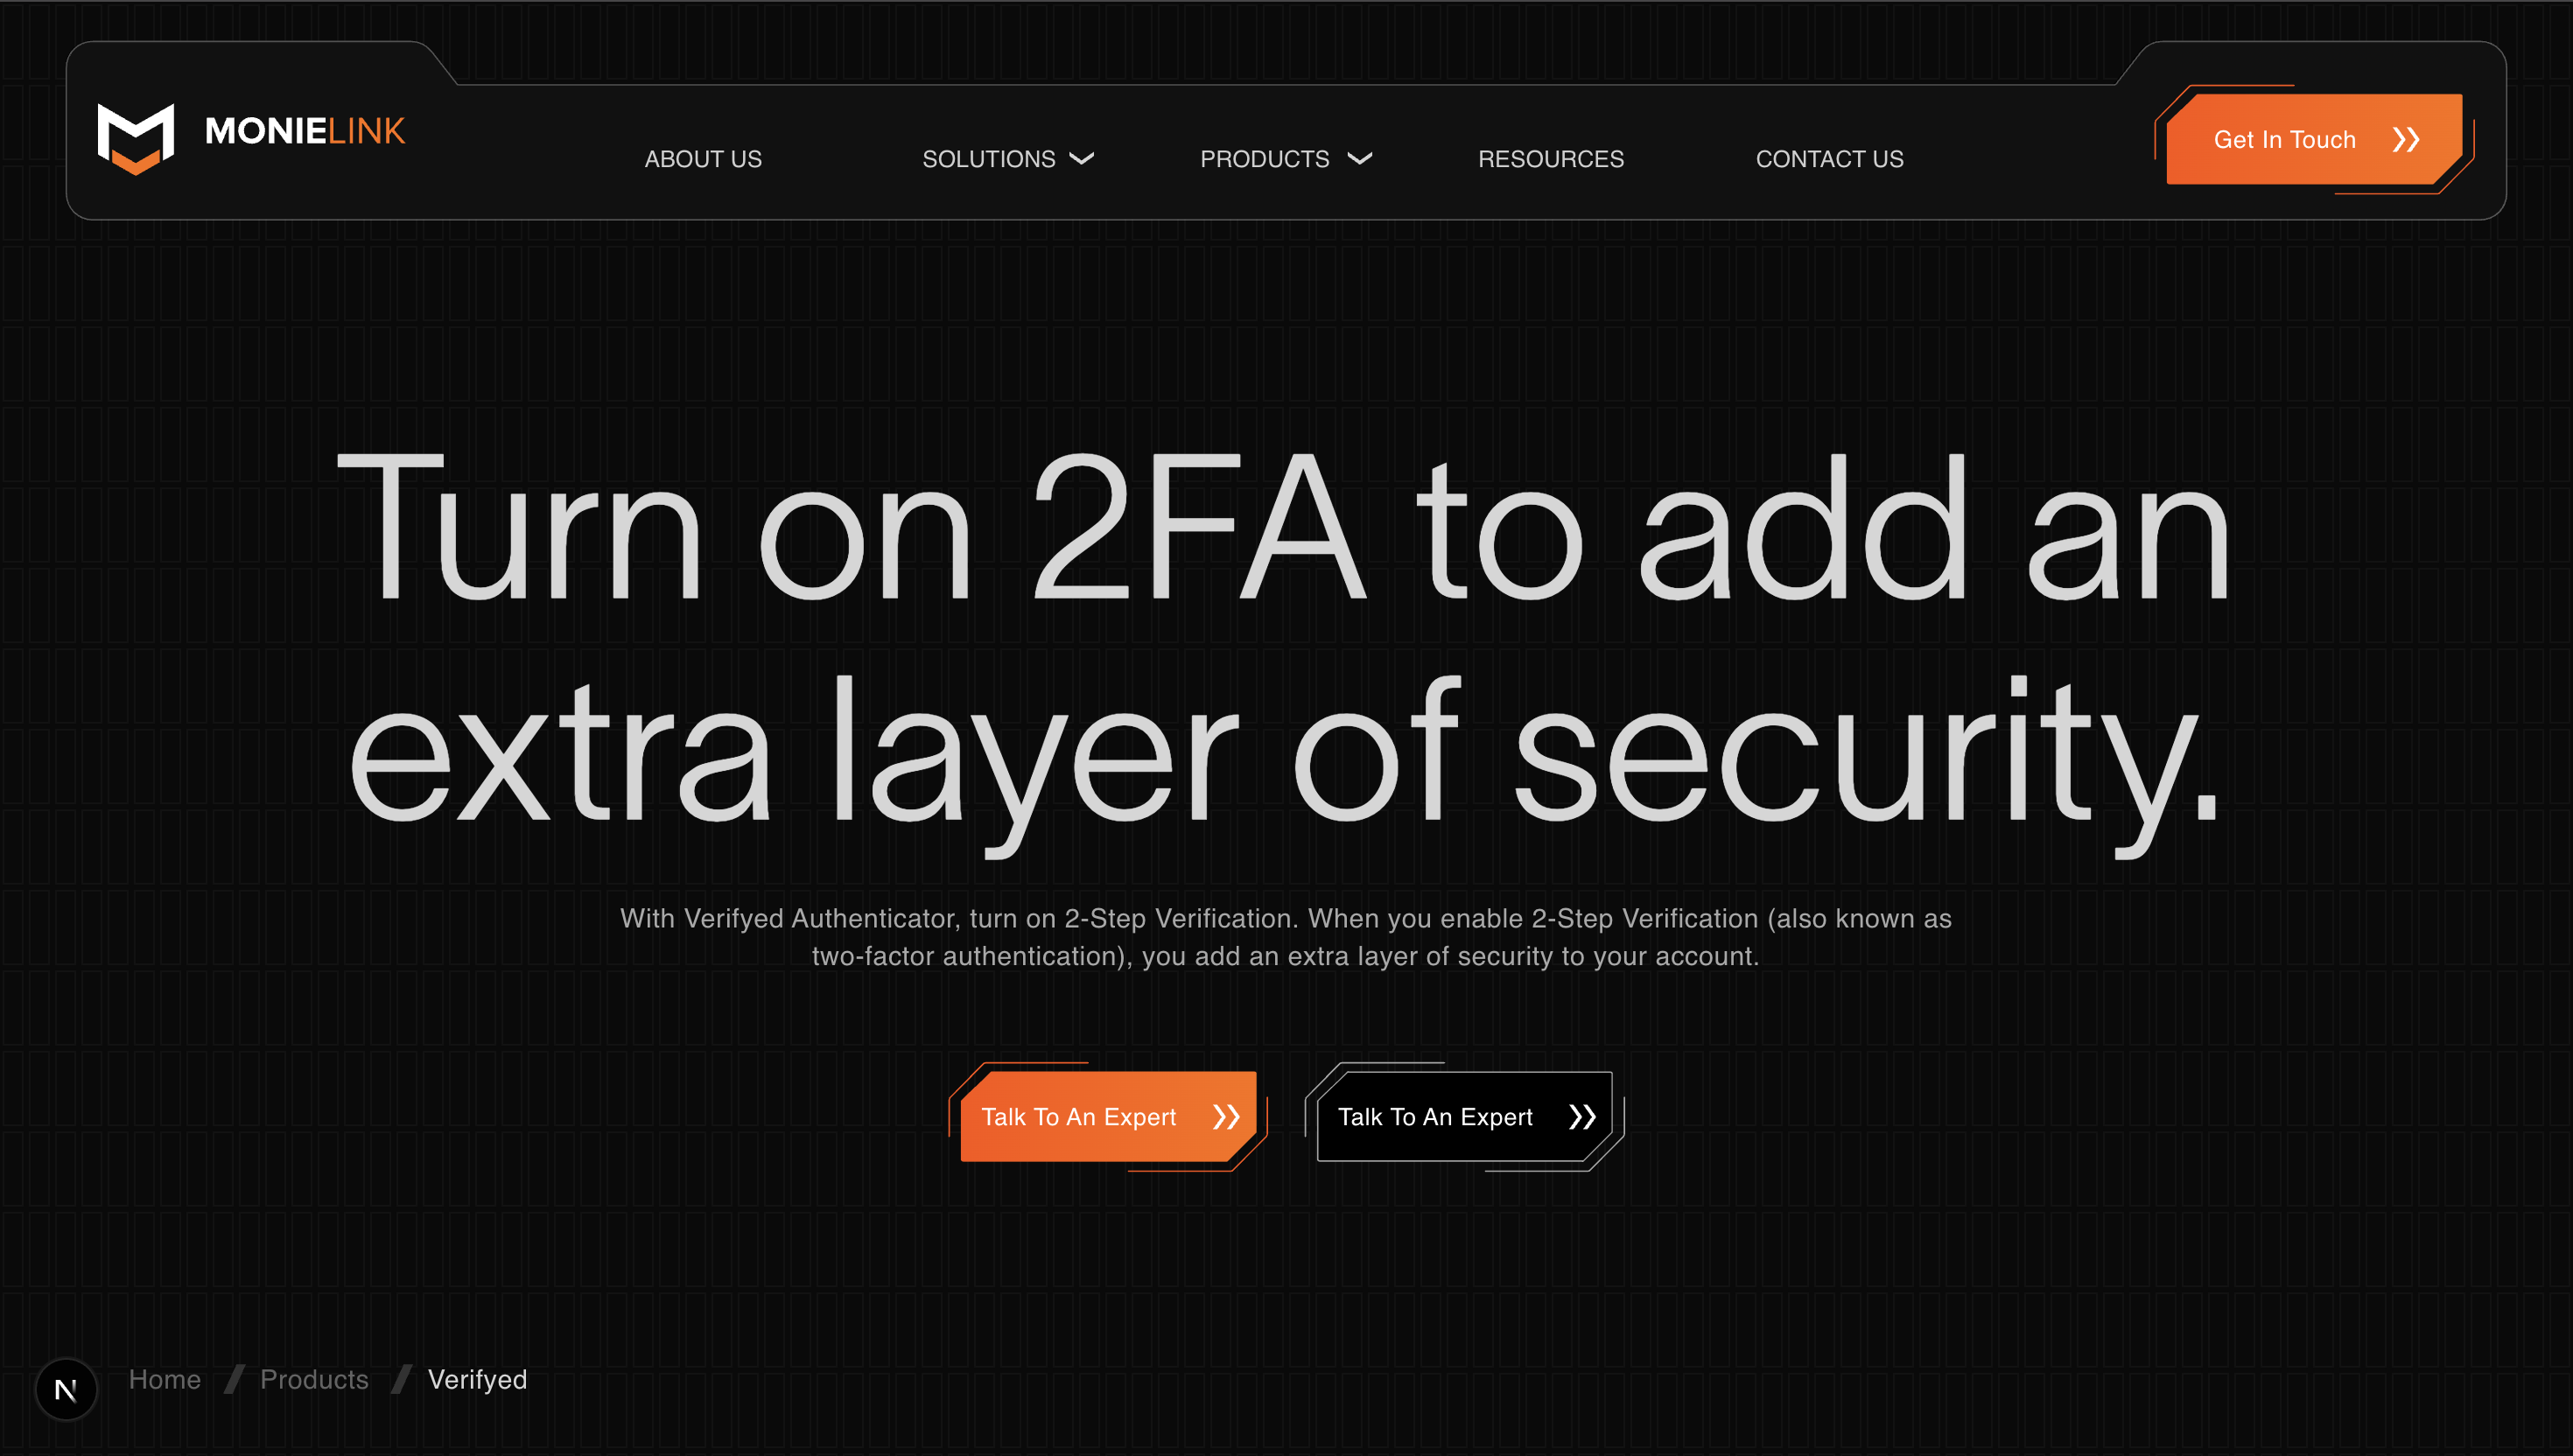 MONIELINK
ABOUT US
SOLUTIONS
PRODUCTS
RESOURCES
CONTACT US
Get In Touch
Turn on 2FA to add an
extra layer of security.
With Verifyed Authenticator, turn on 2-Step Verification. When you enable 2-Step Verification (also known as
two-factor authentication), you add an extra layer of security to your account.
Talk To An Expert
Talk To An Expert
N
Home / Products / Verifyed